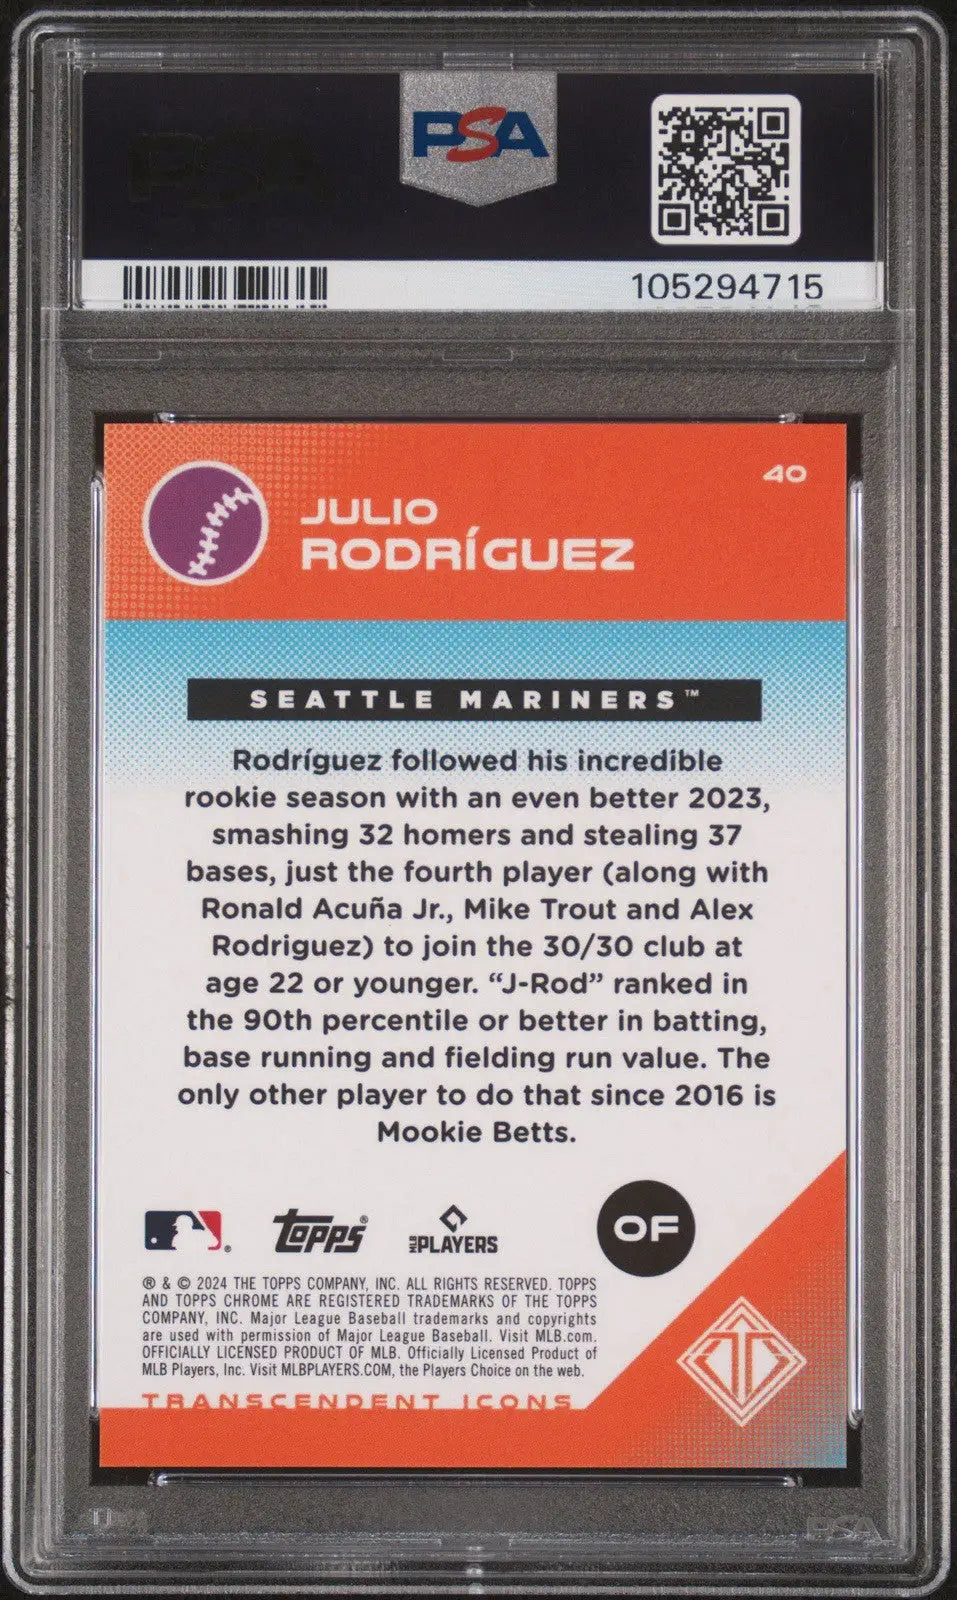 PSA
105294715
40
JULIO
RODRÍGUEZ
SEATTLE MARINERS™
Rodríguez followed his incredible
rookie season with an even better 2023,
smashing 32 homers and stealing 37
bases, just the fourth player (along with
Ronald Acuña Jr., Mike Trout and Alex
Rodriguez) to join the 30/30 club at
age 22 or younger. “J-Rod” ranked in
the 90th percentile or better in batting,
base running and fielding run value. The
only other player to do that since 2016 is
Mookie Betts.
topps®
MLB PLAYERS
OF
® & © 2024 THE TOPPS COMPANY, INC. ALL RIGHTS RESERVED. TOPPS
AND TOPPS CHROME ARE REGISTERED TRADEMARKS OF THE TOPPS
COMPANY, INC. Major League Baseball trademarks and copyrights
are used with permission of Major League Baseball. Visit MLB.com.
OFFICIALLY LICENSED PRODUCT OF MLB. Officially Licensed Product of
MLB Players, Inc. Visit MLBPLAYERS.COM, the Players Choice on the web.
TRANSCENDENT ICONS
PSA